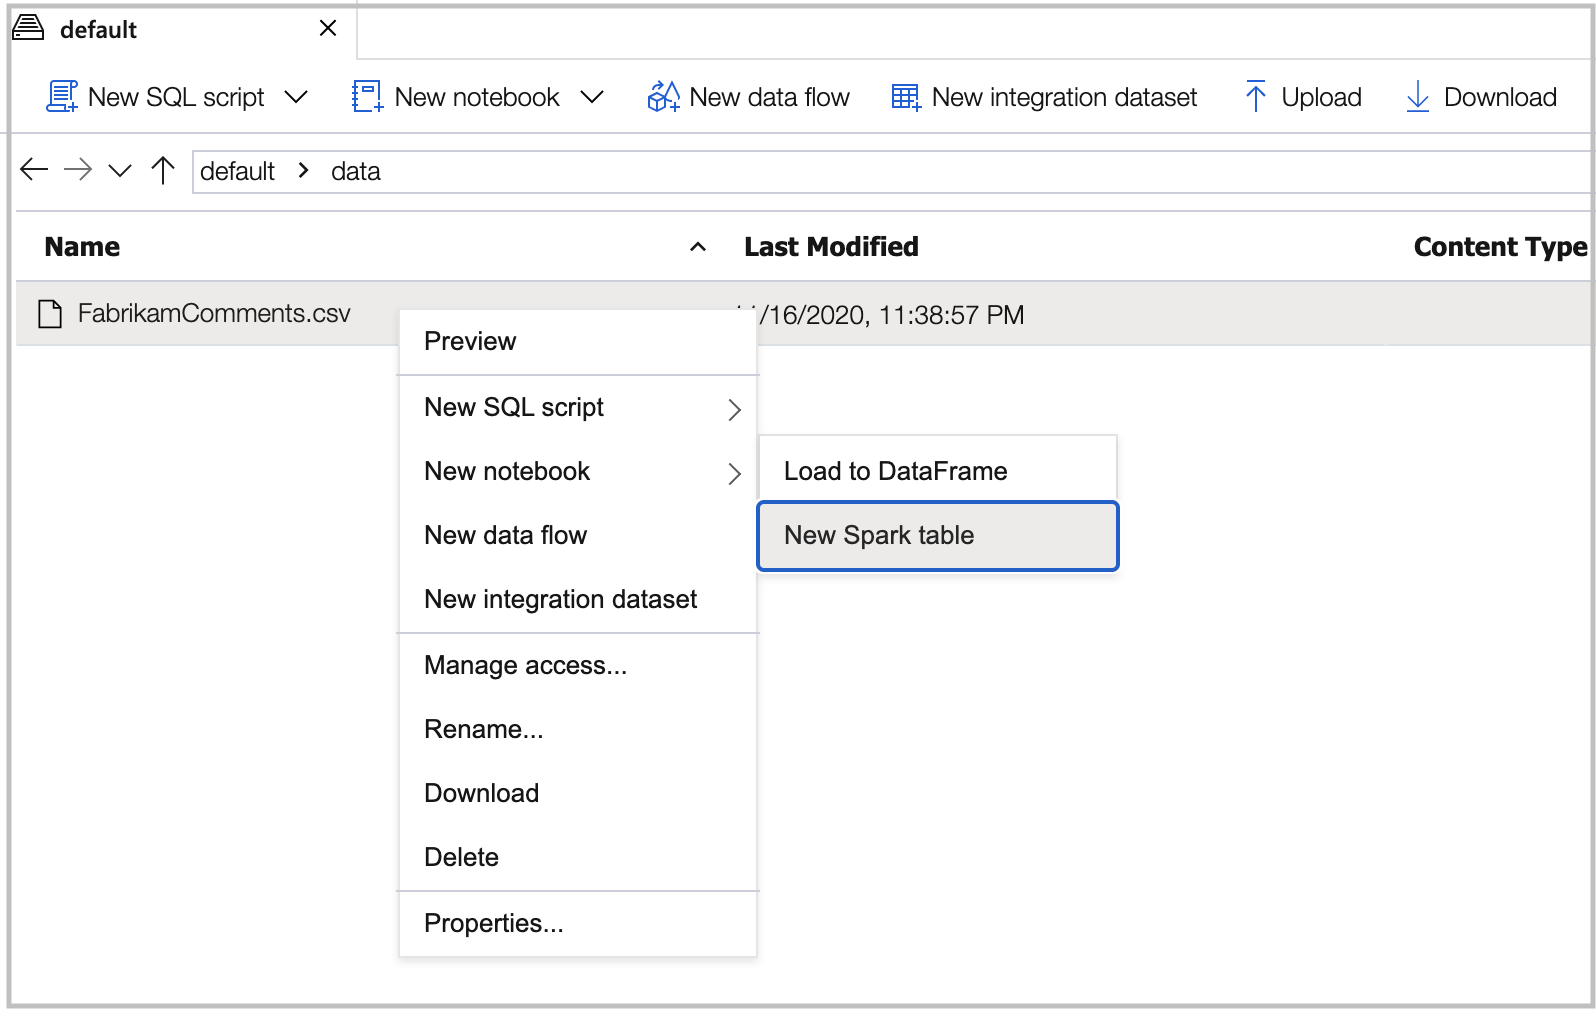 default
New SQL script New notebook New data flow New integration dataset Upload Download
default > data
Name Last Modified Content Type
FabrikamComments.csv /16/2020, 11:38:57 PM
Preview
New SQL script
New notebook
Load to DataFrame
New data flow
New Spark table
New integration dataset
Manage access...
Rename...
Download
Delete
Properties...